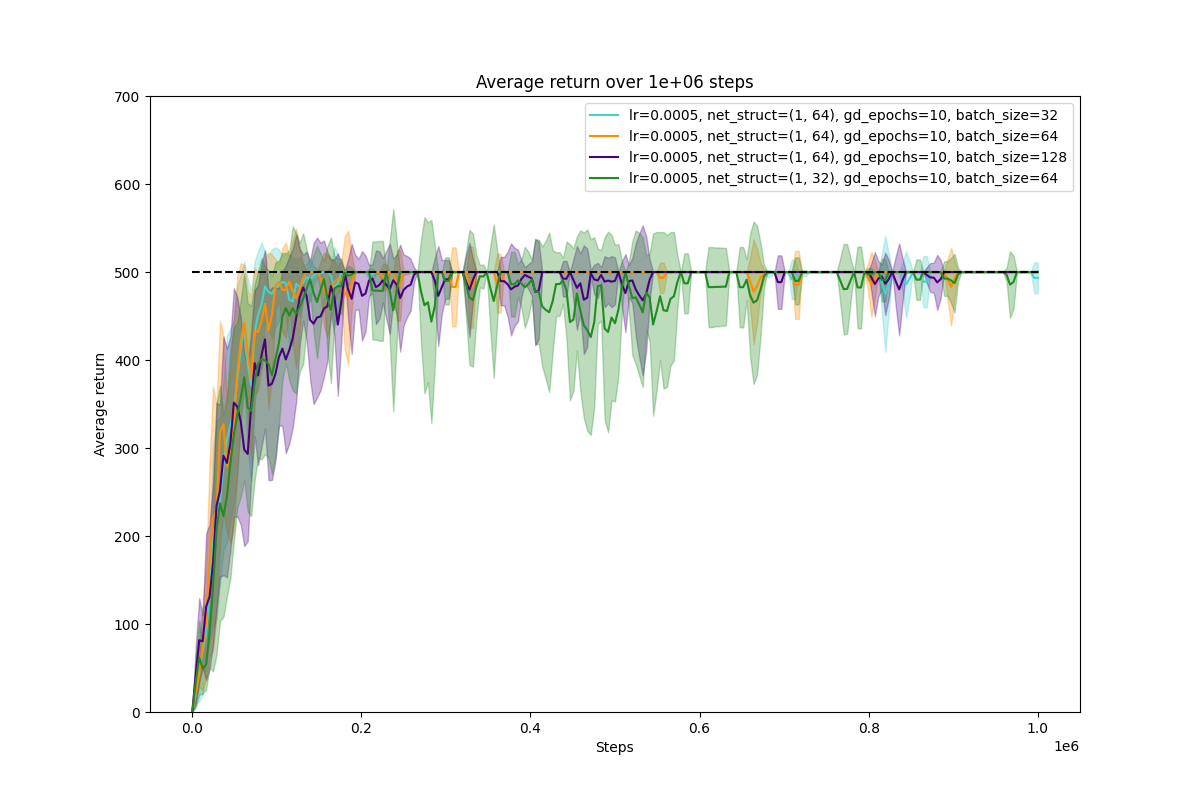 Average return over 1e+06 steps
lr=0.0005, net_struct=(1, 64), gd_epochs=10, batch_size=32
lr=0.0005, net_struct=(1, 64), gd_epochs=10, batch_size=64
lr=0.0005, net_struct=(1, 64), gd_epochs=10, batch_size=128
lr=0.0005, net_struct=(1, 32), gd_epochs=10, batch_size=64
Average return
700
600
500
400
300
200
100
0
0.0 0.2 0.4 0.6 0.8 1.0
1e6
Steps